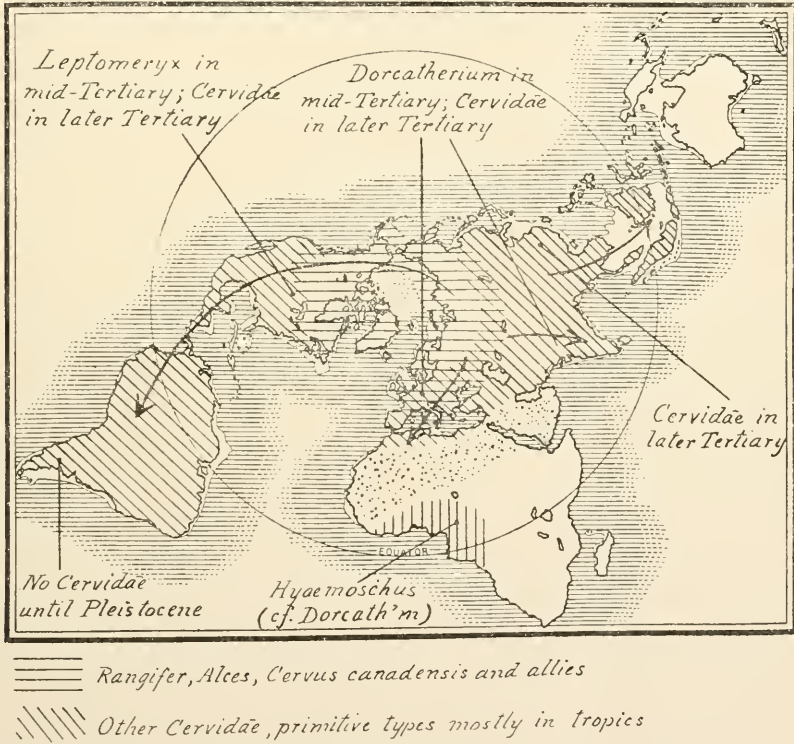 Leptomeryx in
mid-Tertiary; Cervidae
in later Tertiary
Dorcatherium in
mid-Tertiary; Cervidae
in later Tertiary
Cervidae in
later Tertiary
EQUATOR
No Cervidae
until Pleistocene
Hyaemoschus
(cf. Dorcath'm)
Rangifer, Alces, Cervus canadensis and allies
Other Cervidae, primitive types mostly in tropics